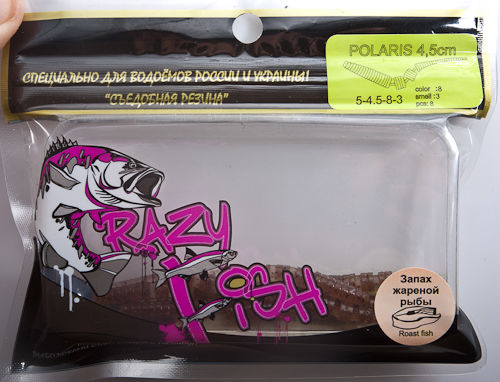 POLARIS 4,5cm
5-4.5-8-3
color :8
smell :3
pcs: 8
СПЕЦИАЛЬНО ДЛЯ ВОДОЁМОВ РОССИИ И УКРАИНЫ!
"СЪЕДОБНАЯ РЕЗИНА"
CRAZY
FISH
Запах
жареной
рыбы
Roast fish